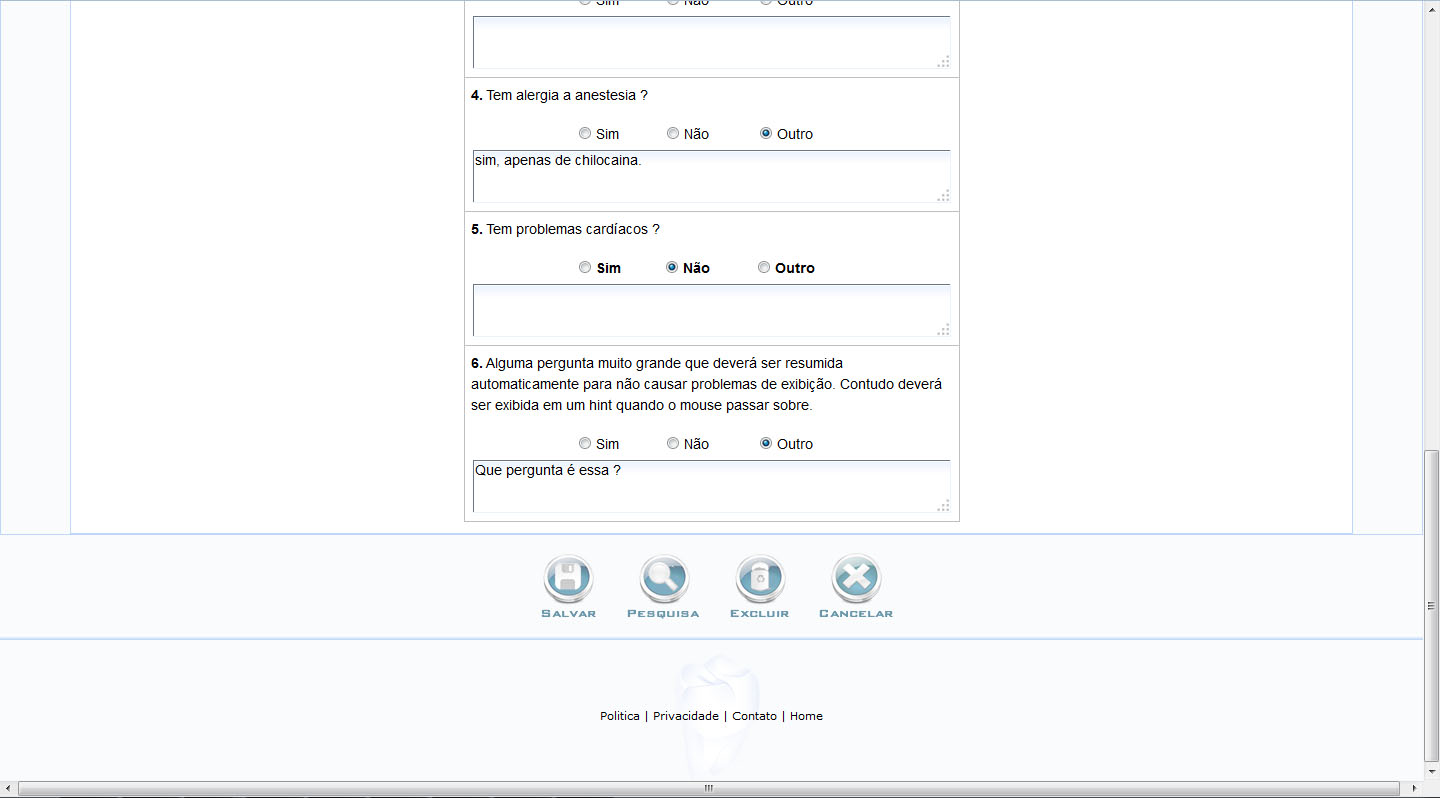 Sim Não Outro
4. Tem alergia a anestesia ?
Sim Não Outro
sim, apenas de chilocaina.
5. Tem problemas cardíacos ?
Sim Não Outro
6. Alguma pergunta muito grande que deverá ser resumida
automaticamente para não causar problemas de exibição. Contudo deverá
ser exibida em um hint quando o mouse passar sobre.
Sim Não Outro
Que pergunta é essa ?
Salvar Pesquisa Excluir Cancelar
Politica | Privacidade | Contato | Home